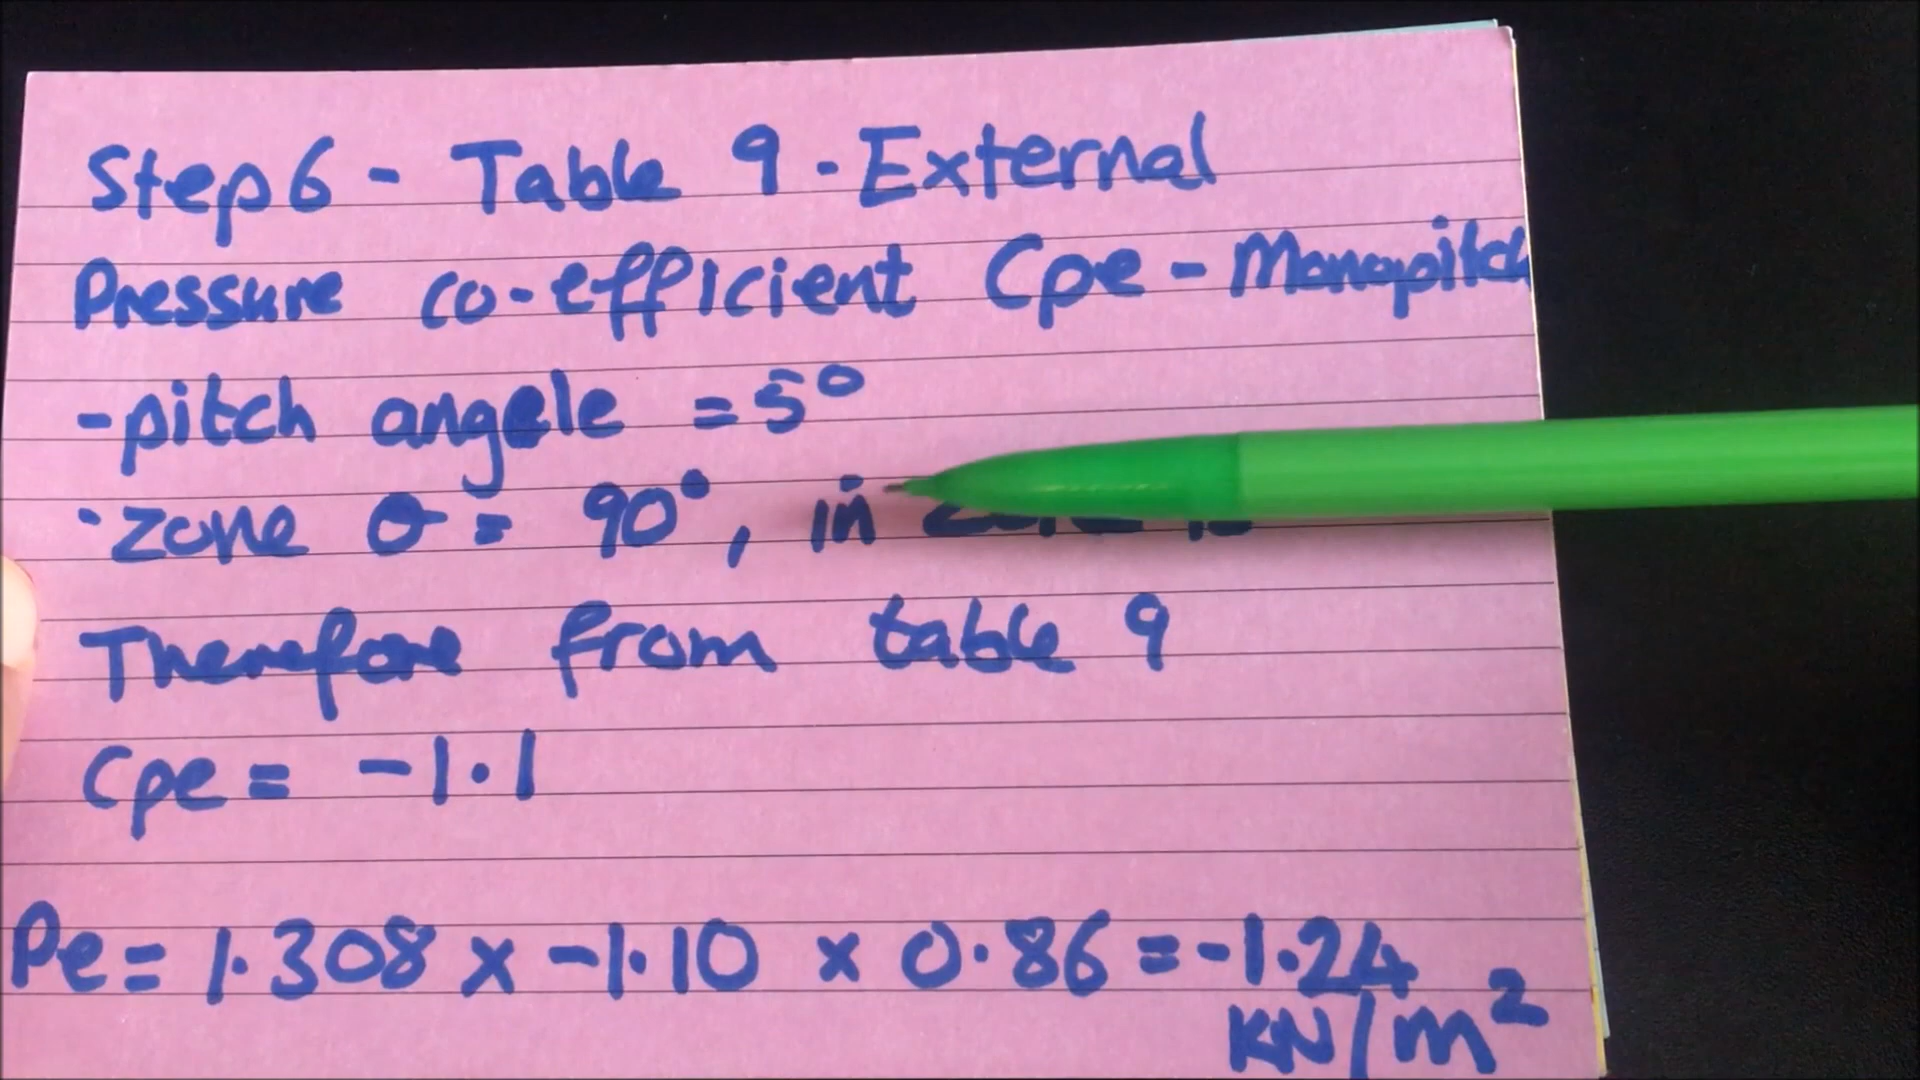 Step 6 - Table 9 - External
Pressure co-efficient Cpe - Monopitch
- pitch angele = 5°
· zone θ = 90°, in
Therefore from table 9
Cpe = -1.1
Pe = 1.308 x -1.10 x 0.86 = -1.24
KN/m²